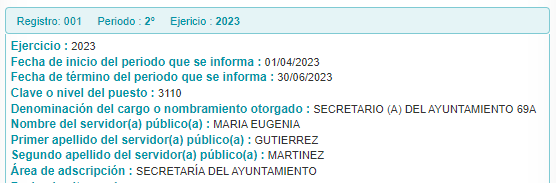 Registro: 001 Periodo : 2º Ejericio : 2023
Ejercicio : 2023
Fecha de inicio del periodo que se informa : 01/04/2023
Fecha de término del periodo que se informa : 30/06/2023
Clave o nivel del puesto : 3110
Denominación del cargo o nombramiento otorgado : SECRETARIO (A) DEL AYUNTAMIENTO 69A
Nombre del servidor(a) público(a) : MARIA EUGENIA
Primer apellido del servidor(a) público(a) : GUTIERREZ
Segundo apellido del servidor(a) público(a) : MARTINEZ
Área de adscripción : SECRETARÍA DEL AYUNTAMIENTO